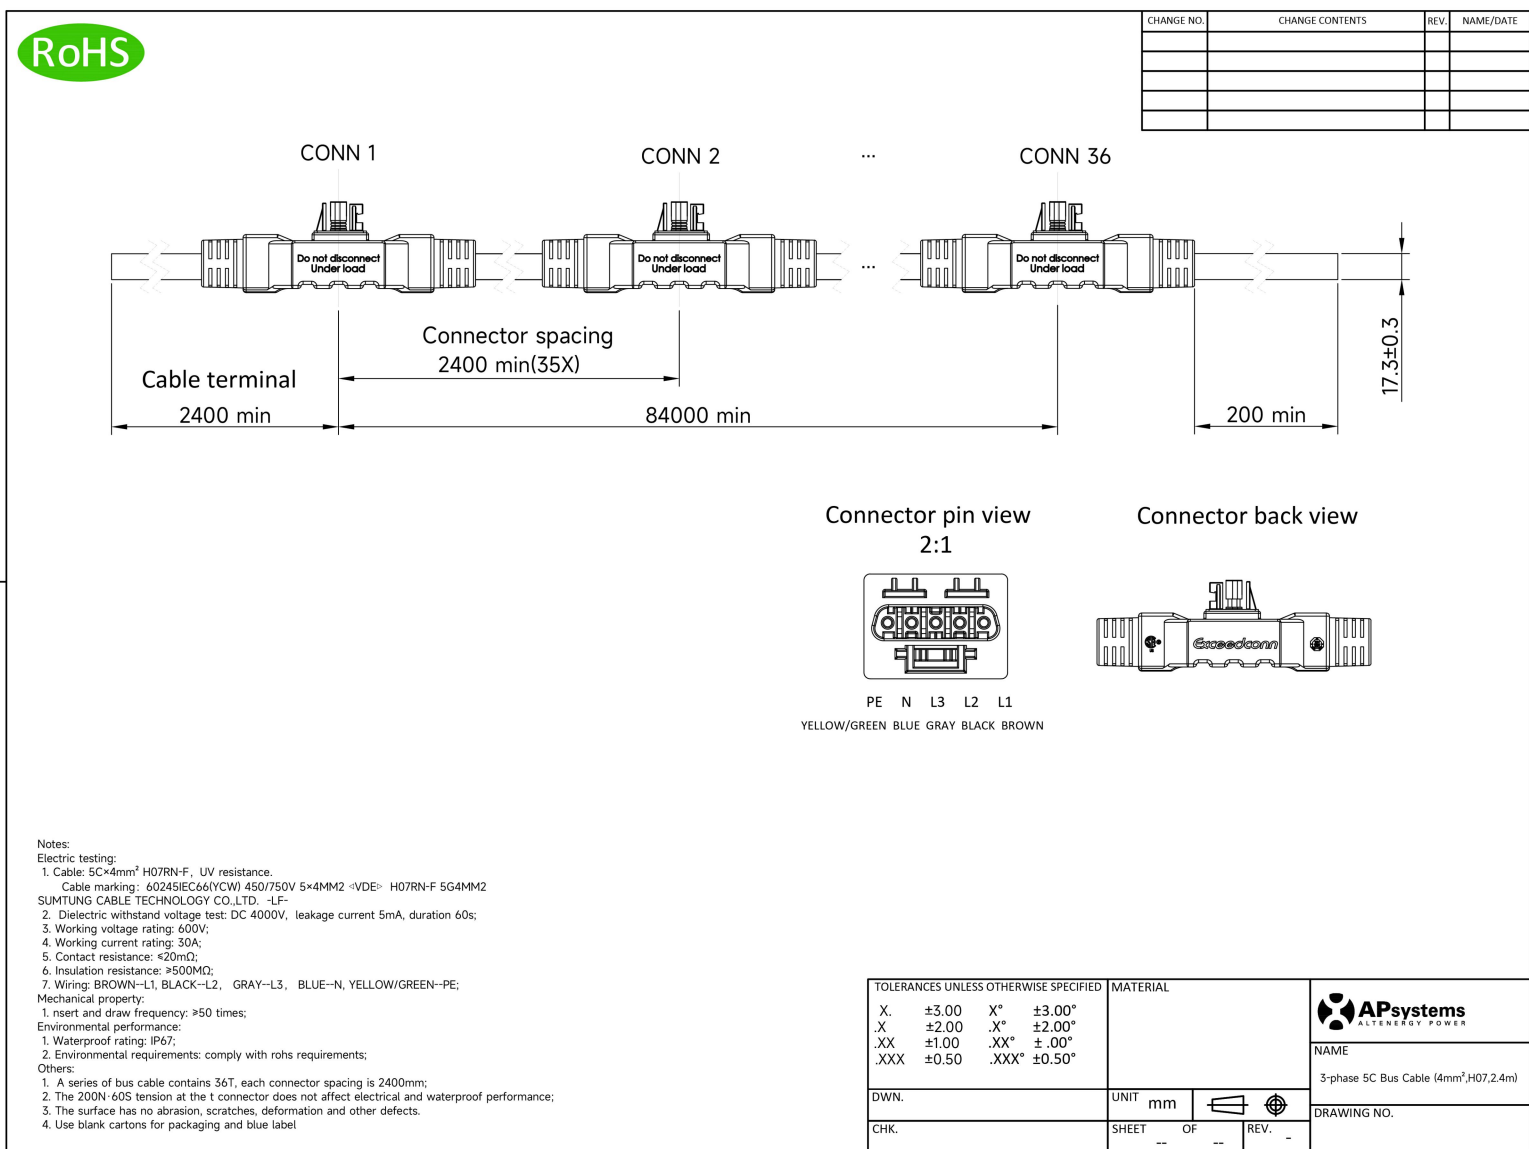 RoHS
CHANGE NO. CHANGE CONTENTS REV. NAME/DATE
CONN 1 CONN 2 ... CONN 36
Do not disconnect
Under load
Do not disconnect
Under load
...
Do not disconnect
Under load
Connector spacing
2400 min(35X)
Cable terminal
2400 min
84000 min
200 min
17.3±0.3
Connector pin view
2:1
Connector back view
Exceedconn
PE N L3 L2 L1
YELLOW/GREEN BLUE GRAY BLACK BROWN
Notes:
Electric testing:
1. Cable: 5C×4mm² H07RN-F, UV resistance.
Cable marking: 60245IEC66(YCW) 450/750V 5×4MM2 ◁VDE▷ H07RN-F 5G4MM2
SUMTUNG CABLE TECHNOLOGY CO.,LTD. -LF-
2. Dielectric withstand voltage test: DC 4000V, leakage current 5mA, duration 60s;
3. Working voltage rating: 600V;
4. Working current rating: 30A;
5. Contact resistance: ≤20mΩ;
6. Insulation resistance: ≥500MΩ;
7. Wiring: BROWN--L1, BLACK--L2, GRAY--L3, BLUE--N, YELLOW/GREEN--PE;
Mechanical property:
1. nsert and draw frequency: ≥50 times;
Environmental performance:
1. Waterproof rating: IP67;
2. Environmental requirements: comply with rohs requirements;
Others:
1. A series of bus cable contains 36T, each connector spacing is 2400mm;
2. The 200N·60S tension at the t connector does not affect electrical and waterproof performance;
3. The surface has no abrasion, scratches, deformation and other defects.
4. Use blank cartons for packaging and blue label
TOLERANCES UNLESS OTHERWISE SPECIFIED
X. ±3.00 X° ±3.00°
.X ±2.00 .X° ±2.00°
.XX ±1.00 .XX° ± .00°
.XXX ±0.50 .XXX° ±0.50°
DWN.
CHK.
MATERIAL
UNIT mm
SHEET -- OF --
REV. -
APsystems
ALTENERGY POWER
NAME
3-phase 5C Bus Cable (4mm²,H07,2.4m)
DRAWING NO.